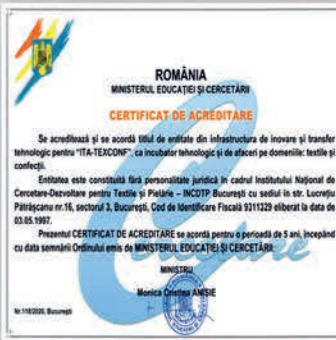 ROMÂNIA
MINISTERUL EDUCAȚIEI ȘI CERCETĂRII
CERTIFICAT DE ACREDITARE
Se acreditează și se acordă titlul de entitate din infrastructura de inovare și transfer
tehnologic pentru "ITA-TEXCONF", ca incubator tehnologic și de afaceri pe domeniile: textile și
confecții.
Entitatea este constituită fără personalitate juridică în cadrul Institutului Național de
Cercetare-Dezvoltare pentru Textile și Pielărie – INCDTP București cu sediul în str. Lucrețiu
Pătrășcanu nr.16, sectorul 3, București, Cod de Identificare Fiscală 9311329 eliberat la data de
03.05.1997.
Prezentul CERTIFICAT DE ACREDITARE se acordă pentru o perioadă de 5 ani, începând
cu data semnării Ordinului emis de MINISTERUL EDUCAȚIEI ȘI CERCETĂRII.
MINISTRU
Monica Cristina ANISIE
Nr.118/2020, București